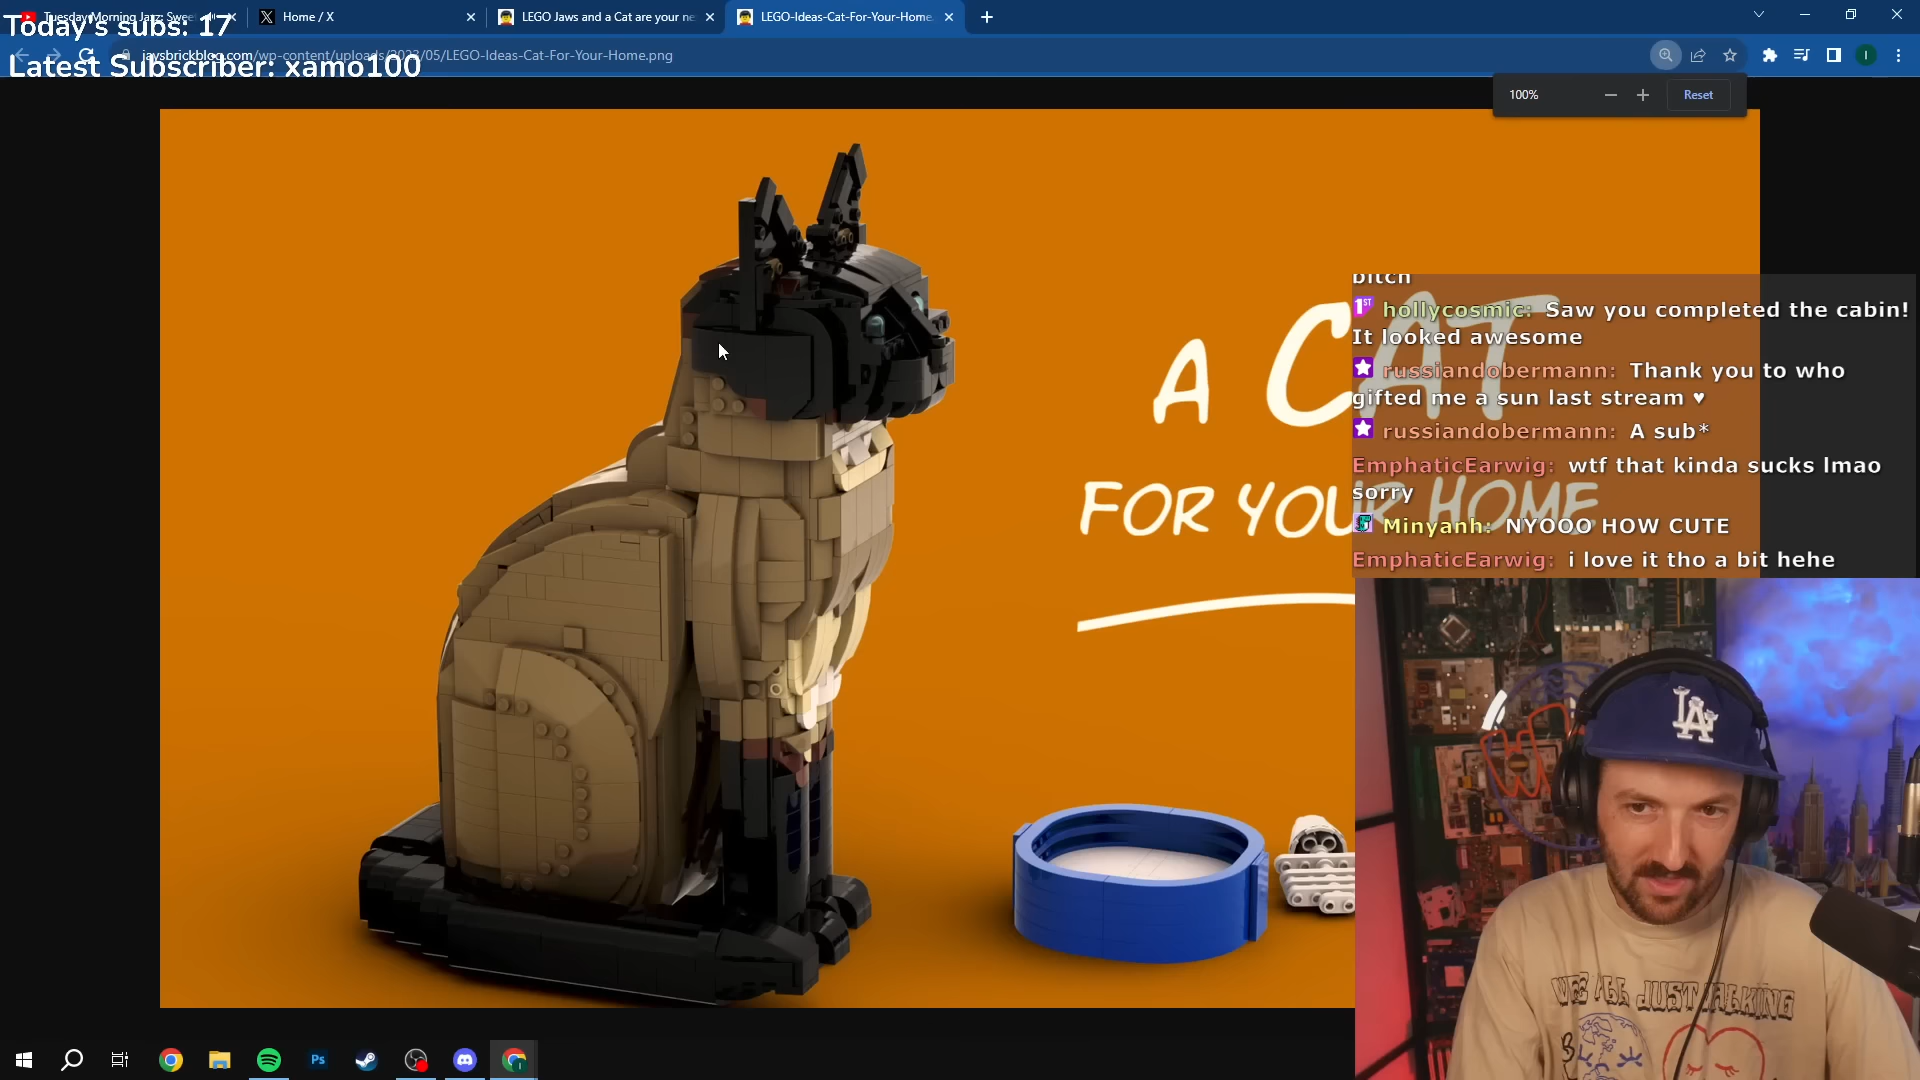 Tuesday Morning Jazz: Swee
Home / X
LEGO Jaws and a Cat are your ne
LEGO-Ideas-Cat-For-Your-Home.
Today's subs: 17
jaysbrickblog.com/wp-content/uploads/2023/05/LEGO-Ideas-Cat-For-Your-Home.png
Latest Subscriber: xamo100
100%
Reset
A CAT
FOR YOUR HOME
bitch
hollycosmic: Saw you completed the cabin!
It looked awesome
russiandobermann: Thank you to who
gifted me a sun last stream ♥
russiandobermann: A sub*
EmphaticEarwig: wtf that kinda sucks lmao
sorry
Minyanh: NYOOO HOW CUTE
EmphaticEarwig: i love it tho a bit hehe
LA
WE ALL JUST TALKING
Ps